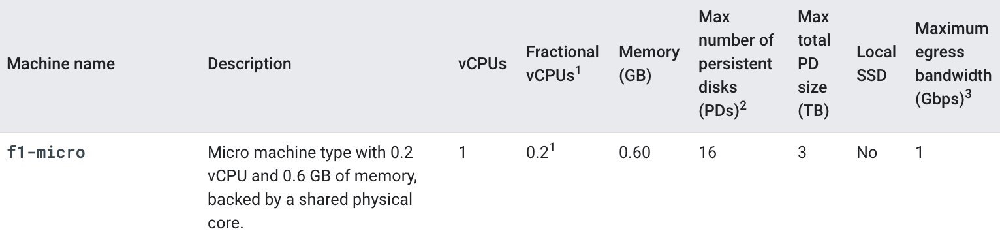 Machine name
Description
vCPUs
Fractional
vCPUs¹
Memory
(GB)
Max
number of
persistent
disks
(PDs)²
Max
total
PD
size
(TB)
Local
SSD
Maximum
egress
bandwidth
(Gbps)³
f1-micro
Micro machine type with 0.2
vCPU and 0.6 GB of memory,
backed by a shared physical
core.
1
0.2¹
0.60
16
3
No
1